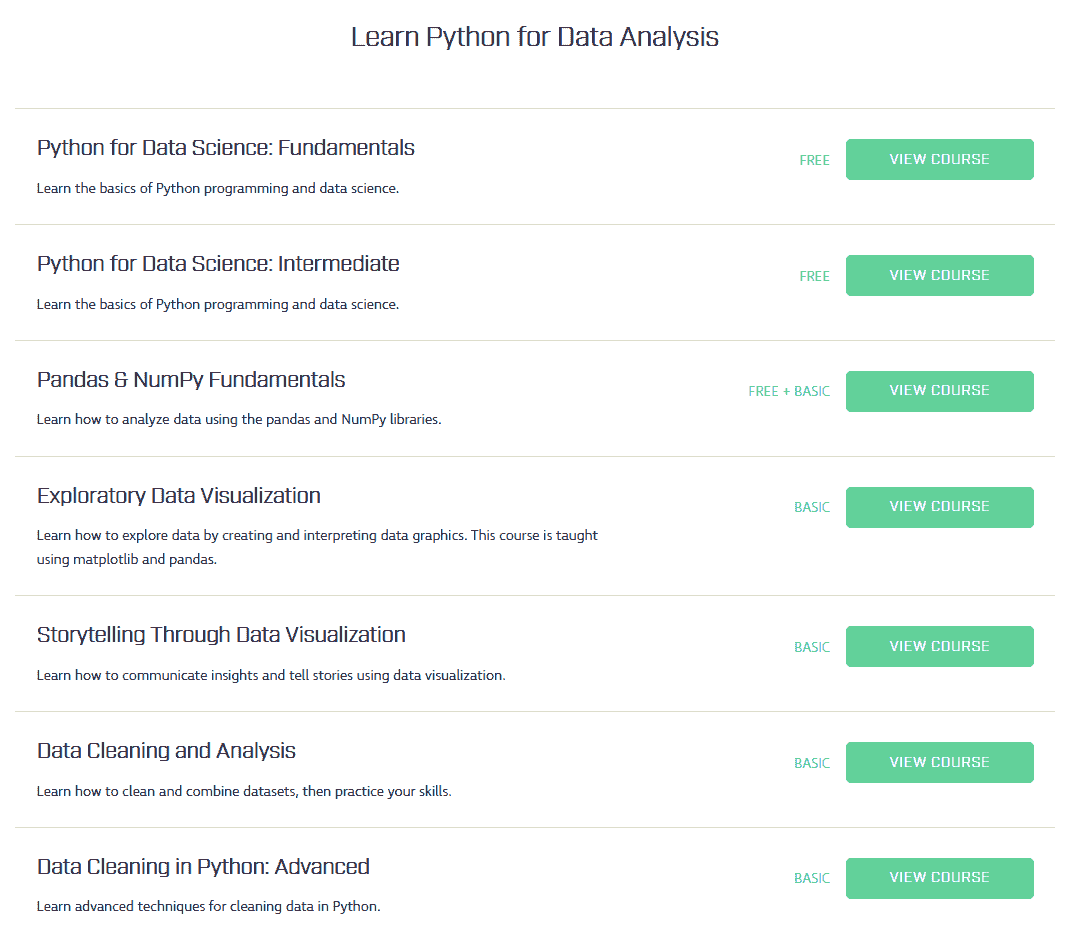 Learn Python for Data Analysis
Python for Data Science: Fundamentals
FREE
VIEW COURSE
Learn the basics of Python programming and data science.
Python for Data Science: Intermediate
FREE
VIEW COURSE
Learn the basics of Python programming and data science.
Pandas & NumPy Fundamentals
FREE + BASIC
VIEW COURSE
Learn how to analyze data using the pandas and NumPy libraries.
Exploratory Data Visualization
BASIC
VIEW COURSE
Learn how to explore data by creating and interpreting data graphics. This course is taught
using matplotlib and pandas.
Storytelling Through Data Visualization
BASIC
VIEW COURSE
Learn how to communicate insights and tell stories using data visualization.
Data Cleaning and Analysis
BASIC
VIEW COURSE
Learn how to clean and combine datasets, then practice your skills.
Data Cleaning in Python: Advanced
BASIC
VIEW COURSE
Learn advanced techniques for cleaning data in Python.